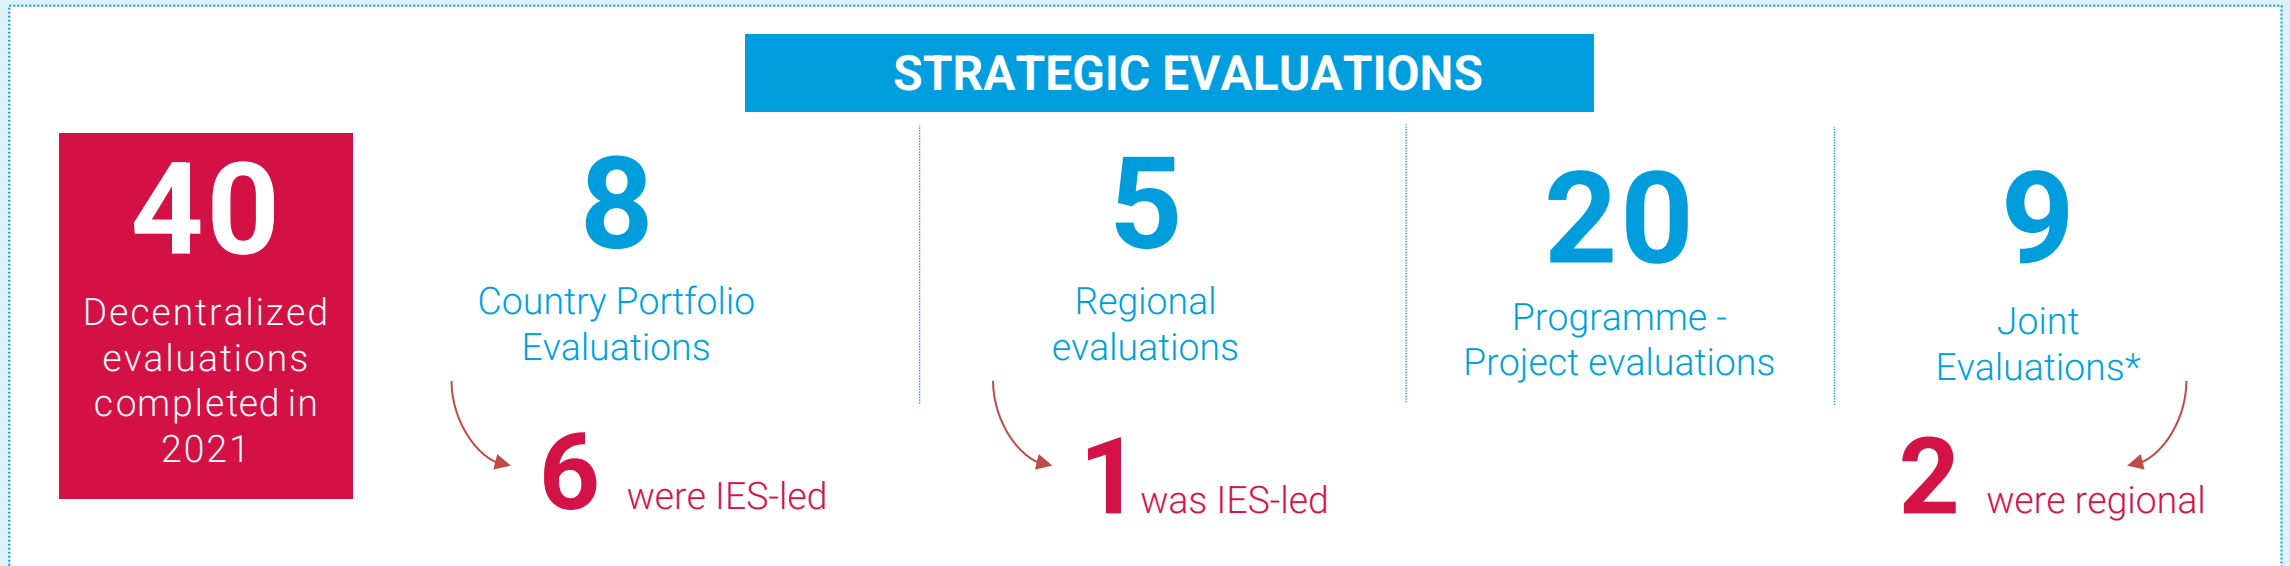 STRATEGIC EVALUATIONS
40
Decentralized
evaluations
completed in
2021
8
Country Portfolio
Evaluations
6 were IES-led
5
Regional
evaluations
1 was IES-led
20
Programme -
Project evaluations
9
Joint
Evaluations*
2 were regional